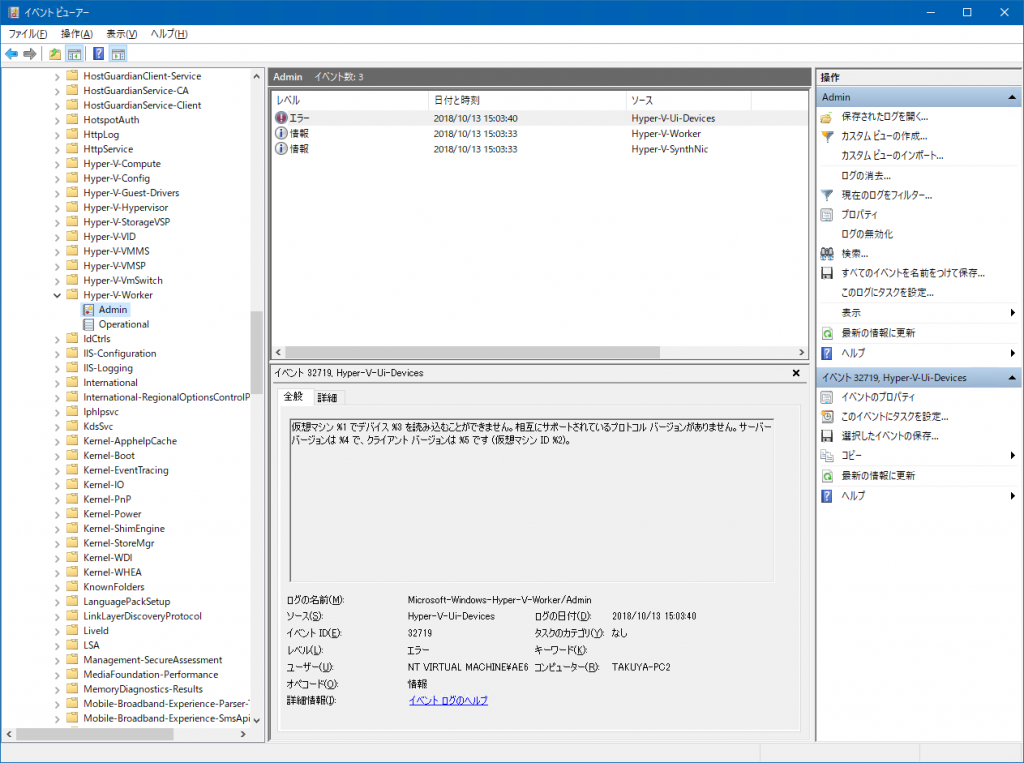 イベント ビューアー
ファイル(F) 操作(A) 表示(V) ヘルプ(H)
HostGuardianClient-Service
HostGuardianService-CA
HostGuardianService-Client
HotspotAuth
HttpLog
HttpService
Hyper-V-Compute
Hyper-V-Config
Hyper-V-Guest-Drivers
Hyper-V-Hypervisor
Hyper-V-StorageVSP
Hyper-V-VID
Hyper-V-VMMS
Hyper-V-VMSP
Hyper-V-VmSwitch
Hyper-V-Worker
Admin
Operational
IdCtrls
IIS-Configuration
IIS-Logging
International
International-RegionalOptionsControlP
Iphlpsvc
KdsSvc
Kernel-ApphelpCache
Kernel-Boot
Kernel-EventTracing
Kernel-IO
Kernel-PnP
Kernel-Power
Kernel-ShimEngine
Kernel-StoreMgr
Kernel-WDI
Kernel-WHEA
KnownFolders
LanguagePackSetup
LinkLayerDiscoveryProtocol
LiveId
LSA
Management-SecureAssessment
MediaFoundation-Performance
MemoryDiagnostics-Results
Mobile-Broadband-Experience-Parser-
Mobile-Broadband-Experience-SmsApi
Admin イベント数: 3
レベル 日付と時刻 ソース
エラー 2018/10/13 15:03:40 Hyper-V-Ui-Devices
情報 2018/10/13 15:03:33 Hyper-V-Worker
情報 2018/10/13 15:03:33 Hyper-V-SynthNic
イベント 32719, Hyper-V-Ui-Devices
全般 詳細
仮想マシン %1 でデバイス %3 を読み込むことができません。相互にサポートされているプロトコル バージョンがありません。サーバー
バージョンは %4 で、クライアント バージョンは %5 です (仮想マシン ID %2)。
ログの名前(M): Microsoft-Windows-Hyper-V-Worker/Admin
ソース(S): Hyper-V-Ui-Devices ログの日付(D): 2018/10/13 15:03:40
イベント ID(E): 32719 タスクのカテゴリ(Y): なし
レベル(L): エラー キーワード(K):
ユーザー(U): NT VIRTUAL MACHINE¥AE6 コンピューター(R): TAKUYA-PC2
オペコード(O): 情報
詳細情報(I): イベント ログのヘルプ
操作
Admin
保存されたログを開く...
カスタム ビューの作成...
カスタム ビューのインポート...
ログの消去...
現在のログをフィルター...
プロパティ
ログの無効化
検索...
すべてのイベントを名前をつけて保存...
このログにタスクを設定...
表示
最新の情報に更新
ヘルプ
イベント 32719, Hyper-V-Ui-Devices
イベントのプロパティ
このイベントにタスクを設定...
選択したイベントの保存...
コピー
最新の情報に更新
ヘルプ